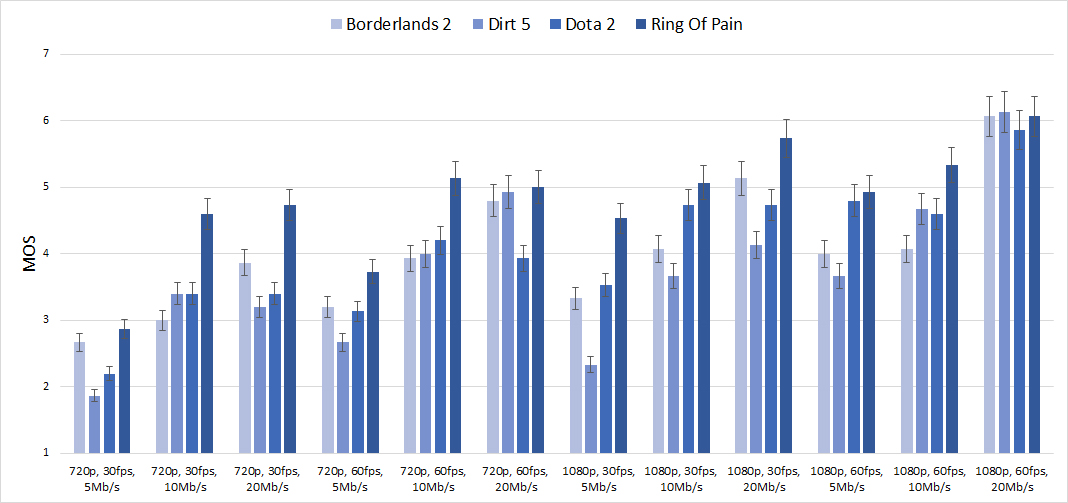 Borderlands 2 Dirt 5 Dota 2 Ring Of Pain
7
6
5
4
3
2
1
MOS
720p, 30fps, 5Mb/s
720p, 30fps, 10Mb/s
720p, 30fps, 20Mb/s
720p, 60fps, 5Mb/s
720p, 60fps, 10Mb/s
720p, 60fps, 20Mb/s
1080p, 30fps, 5Mb/s
1080p, 30fps, 10Mb/s
1080p, 30fps, 20Mb/s
1080p, 60fps, 5Mb/s
1080p, 60fps, 10Mb/s
1080p, 60fps, 20Mb/s